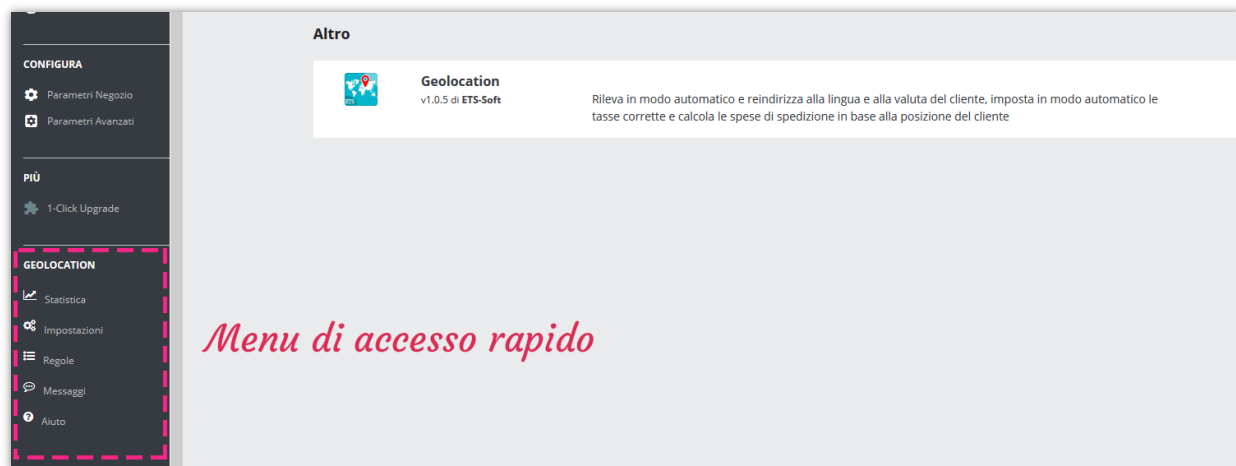 Altro
CONFIGURA
Parametri Negozio
Parametri Avanzati
PIÙ
1-Click Upgrade
GEOLOCATION
Statistica
Impostazioni
Regole
Messaggi
Aiuto
ETS
Geolocation
v1.0.5 di ETS-Soft
Rileva in modo automatico e reindirizza alla lingua e alla valuta del cliente, imposta in modo automatico le
tasse corrette e calcola le spese di spedizione in base alla posizione del cliente
Menu di accesso rapido